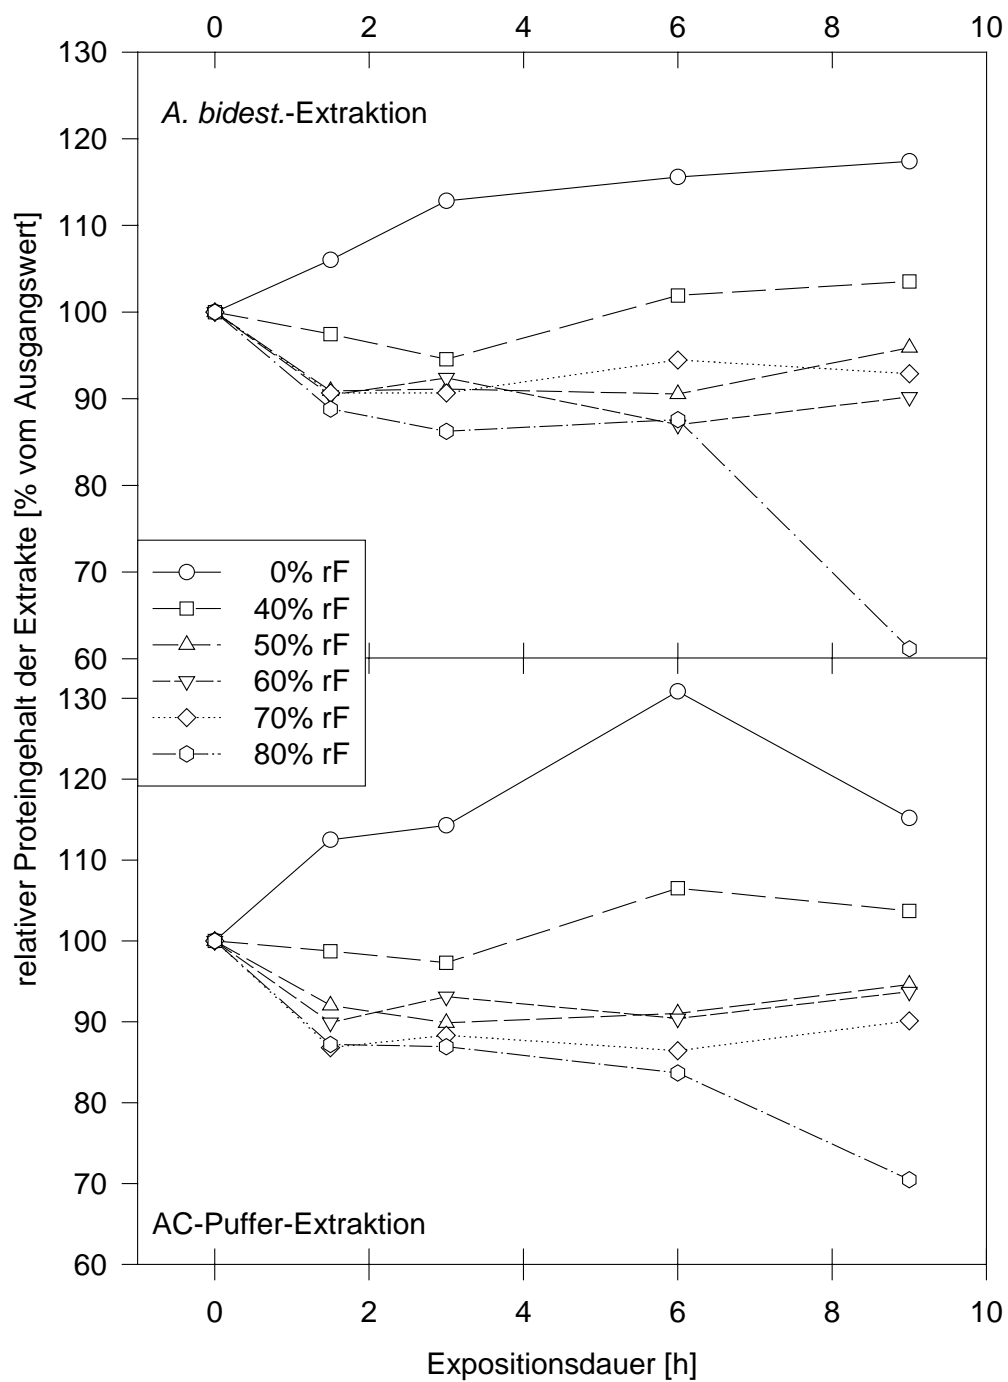 0 2 4 6 8 10
130
A. bidest.-Extraktion
120
110
100
90
80
70
60
relativer Proteingehalt der Extrakte [% vom Ausgangswert]
0% rF
40% rF
50% rF
60% rF
70% rF
80% rF
130
120
110
100
90
80
70
60
AC-Puffer-Extraktion
0 2 4 6 8 10
Expositionsdauer [h]